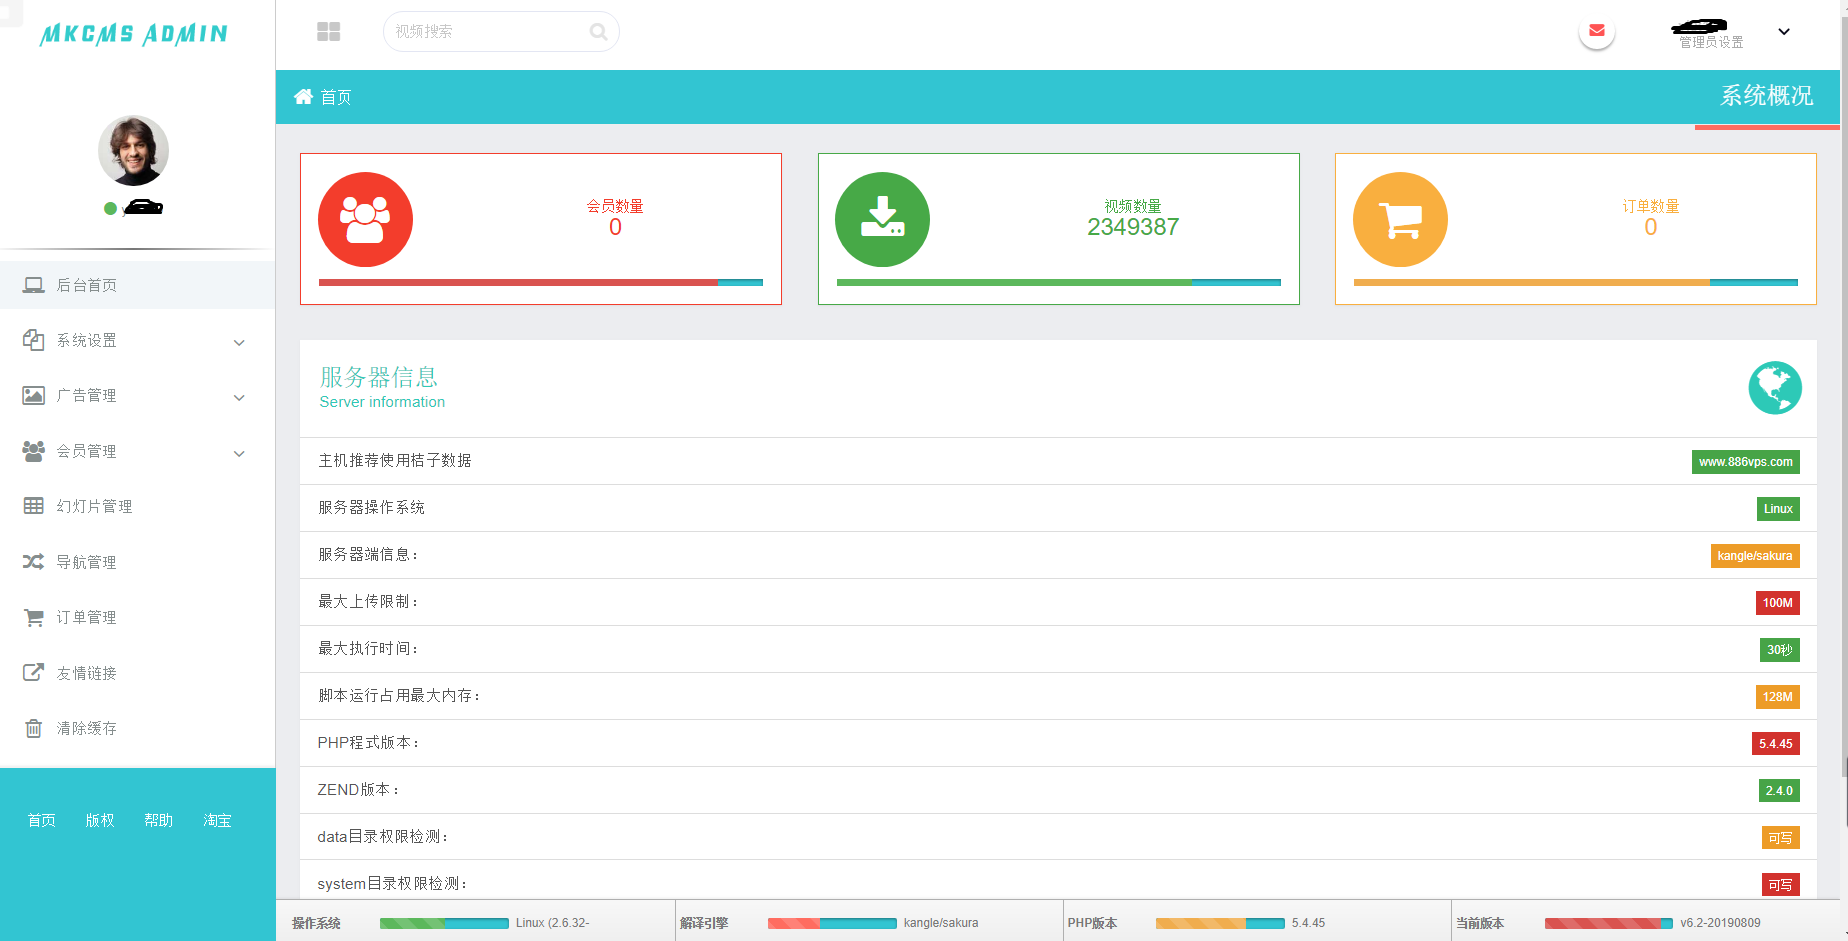 MKCMS ADMIN
视频搜索
管理员设置
首页
系统概况
会员数量
0
视频数量
2349387
订单数量
0
后台首页
系统设置
广告管理
会员管理
幻灯片管理
导航管理
订单管理
友情链接
清除缓存
首页 版权 帮助 淘宝
服务器信息
Server information
主机推荐使用桔子数据 www.886vps.com
服务器操作系统 Linux
服务器端信息： kangle/sakura
最大上传限制： 100M
最大执行时间： 30秒
脚本运行占用最大内存： 128M
PHP程式版本： 5.4.45
ZEND版本： 2.4.0
data目录权限检测： 可写
system目录权限检测： 可写
操作系统 Linux (2.6.32- 解译引擎 kangle/sakura PHP版本 5.4.45 当前版本 v6.2-20190809